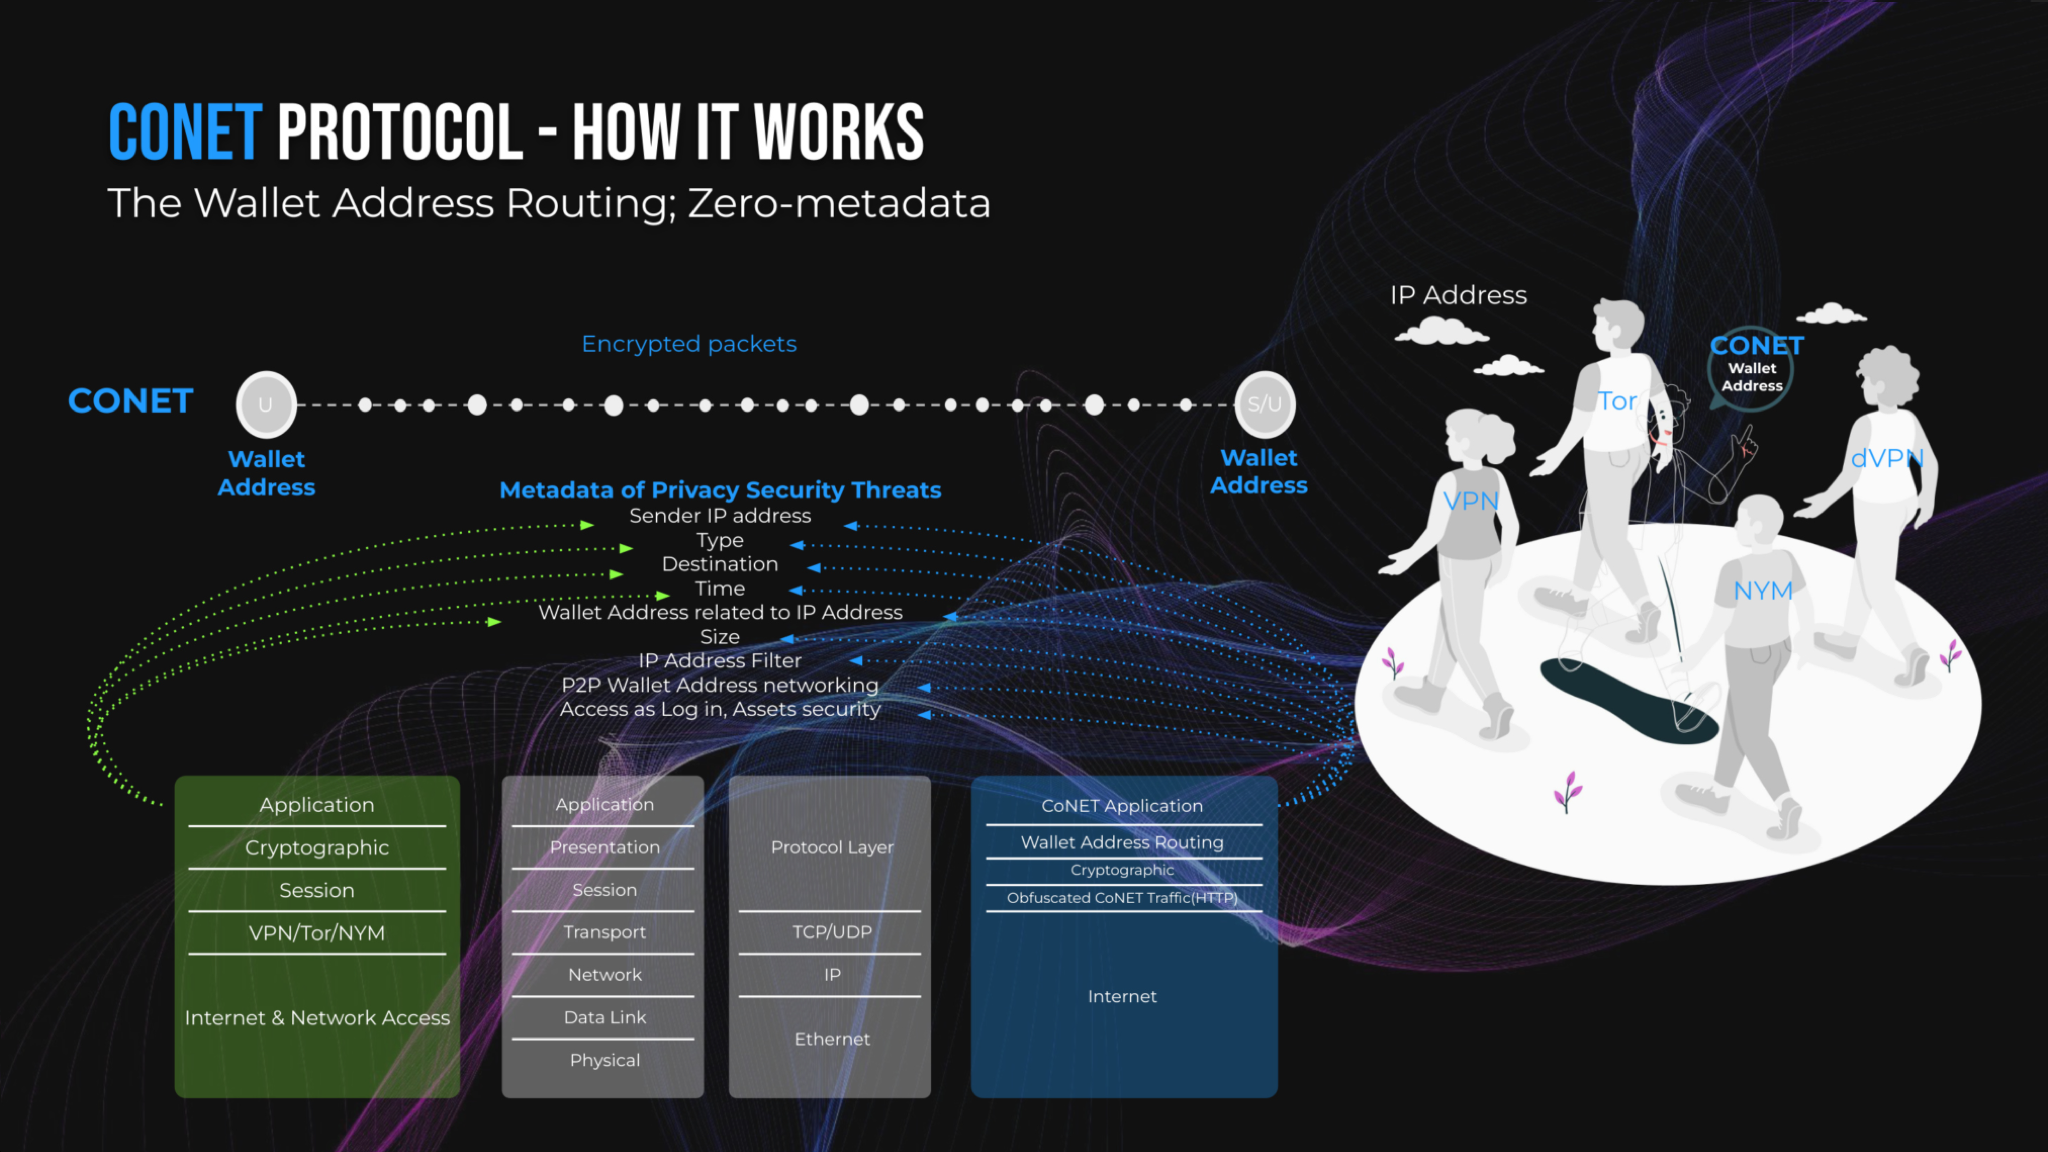 CONET PROTOCOL - HOW IT WORKS
The Wallet Address Routing; Zero-metadata
Encrypted packets
CONET
U
S/U
Wallet
Address
Wallet
Address
Metadata of Privacy Security Threats
Sender IP address
Type
Destination
Time
Wallet Address related to IP Address
Size
IP Address Filter
P2P Wallet Address networking
Access as Log in, Assets security
IP Address
Tor
CONET
Wallet
Address
dVPN
VPN
NYM
Application
Cryptographic
Session
VPN/Tor/NYM
Internet & Network Access
Application
Presentation
Session
Transport
Network
Data Link
Physical
Protocol Layer
TCP/UDP
IP
Ethernet
CoNET Application
Wallet Address Routing
Cryptographic
Obfuscated CoNET Traffic(HTTP)
Internet